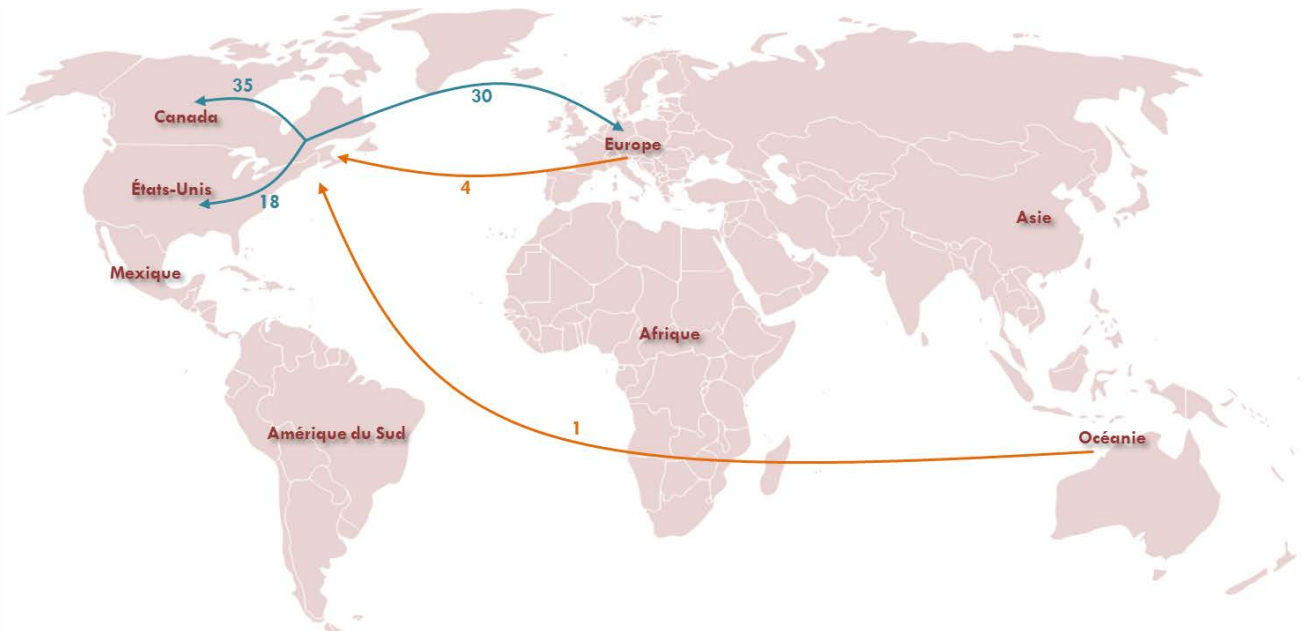 35
30
Canada
Europe
4
États-Unis
18
Asie
Mexique
Afrique
1
Amérique du Sud
Océanie